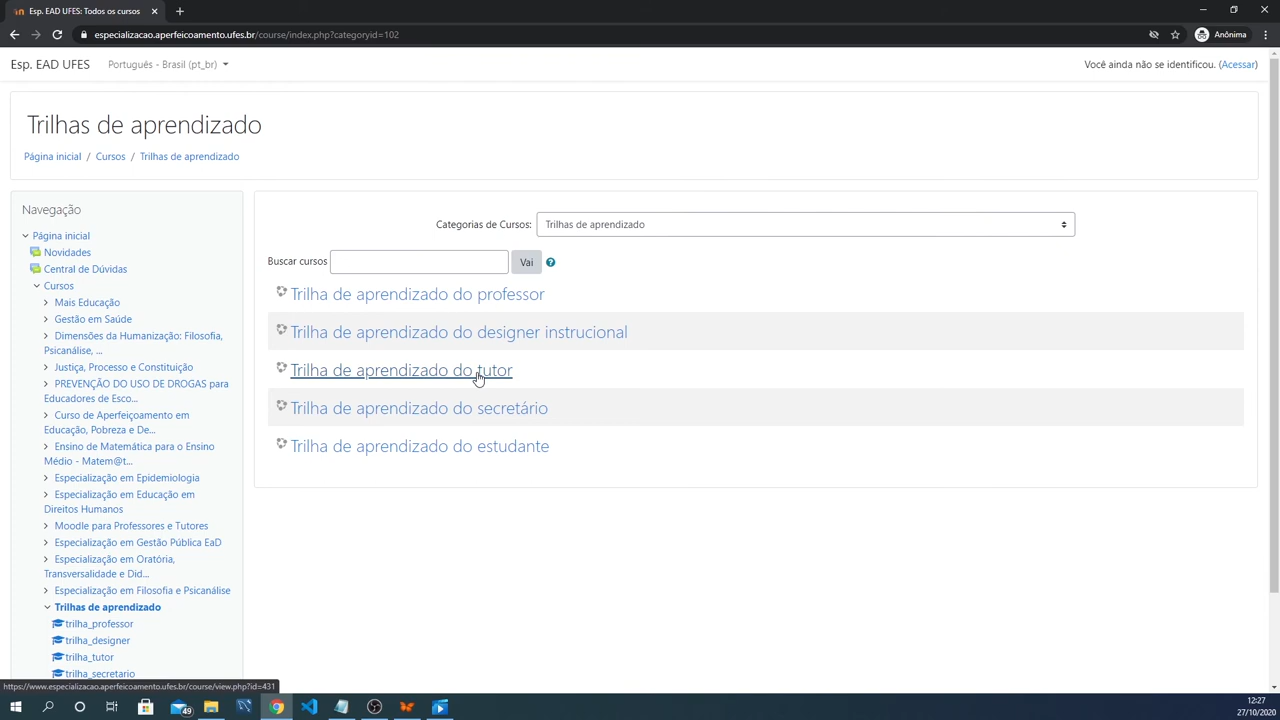 Esp. EAD UFES: Todos os cursos
especializacao.aperfeicoamento.ufes.br/course/index.php?categoryid=102
Anônima
Esp. EAD UFES
Português - Brasil (pt_br)
Você ainda não se identificou. (Acessar)
Trilhas de aprendizado
Página inicial / Cursos / Trilhas de aprendizado
Navegação
Página inicial
Novidades
Central de Dúvidas
Cursos
Mais Educação
Gestão em Saúde
Dimensões da Humanização: Filosofia,
Psicanálise, ...
Justiça, Processo e Constituição
PREVENÇÃO DO USO DE DROGAS para
Educadores de Esco...
Curso de Aperfeiçoamento em
Educação, Pobreza e De...
Ensino de Matemática para o Ensino
Médio - Matem@t...
Especialização em Epidemiologia
Especialização em Educação em
Direitos Humanos
Moodle para Professores e Tutores
Especialização em Gestão Pública EaD
Especialização em Oratória,
Transversalidade e Did...
Especialização em Filosofia e Psicanálise
Trilhas de aprendizado
trilha_professor
trilha_designer
trilha_tutor
trilha_secretario
Categorias de Cursos: Trilhas de aprendizado
Buscar cursos Vai
Trilha de aprendizado do professor
Trilha de aprendizado do designer instrucional
Trilha de aprendizado do tutor
Trilha de aprendizado do secretário
Trilha de aprendizado do estudante
https://www.especializacao.aperfeicoamento.ufes.br/course/view.php?id=431
49
12:27
27/10/2020